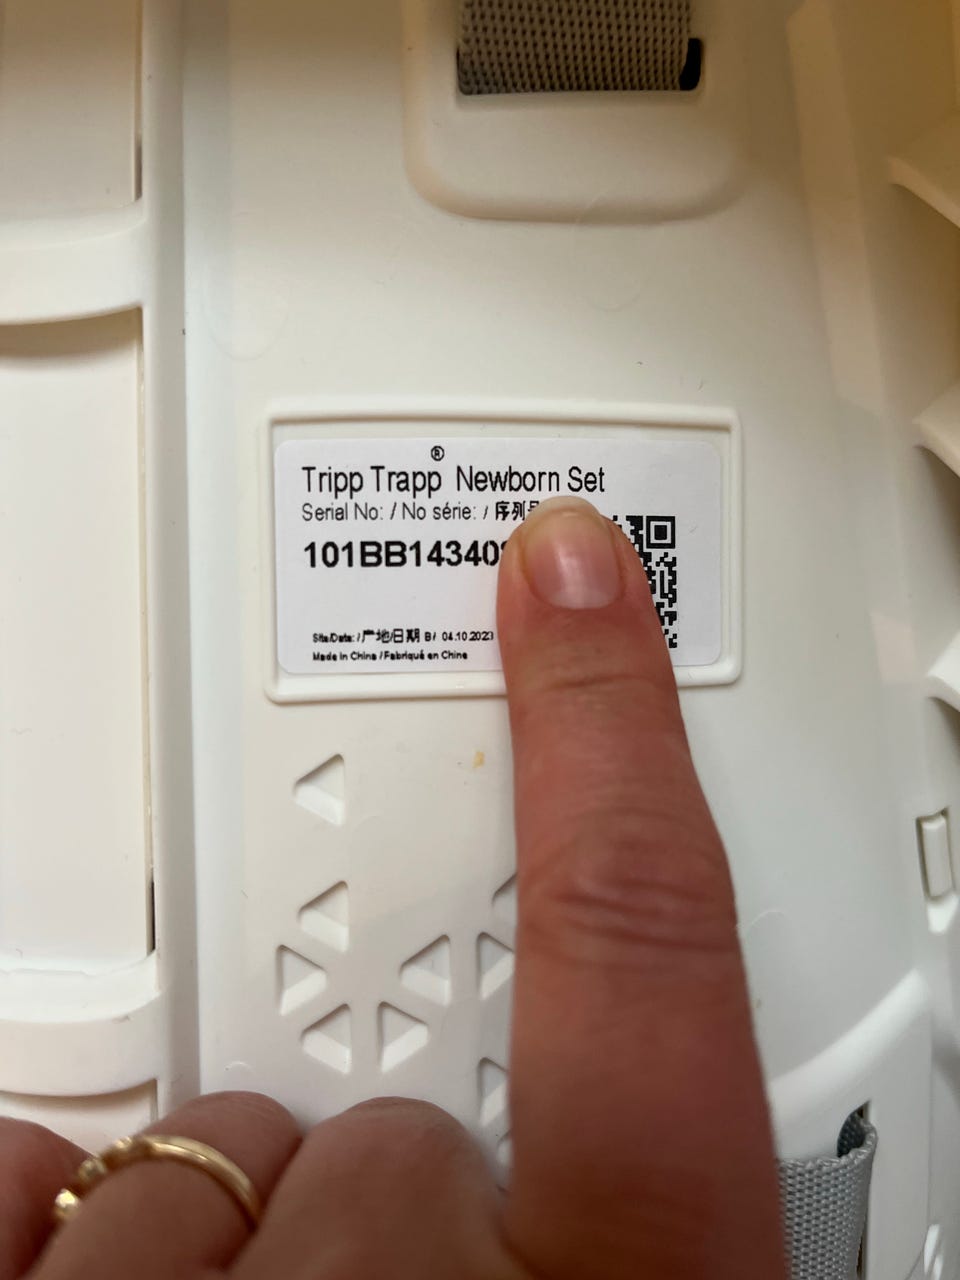 Tripp Trapp® Newborn Set
Serial No: / No série: / 序列
101BB14340
Site/Date: / 产地/日期 B/ 04.10.2023
Made in China / Fabriqué en China